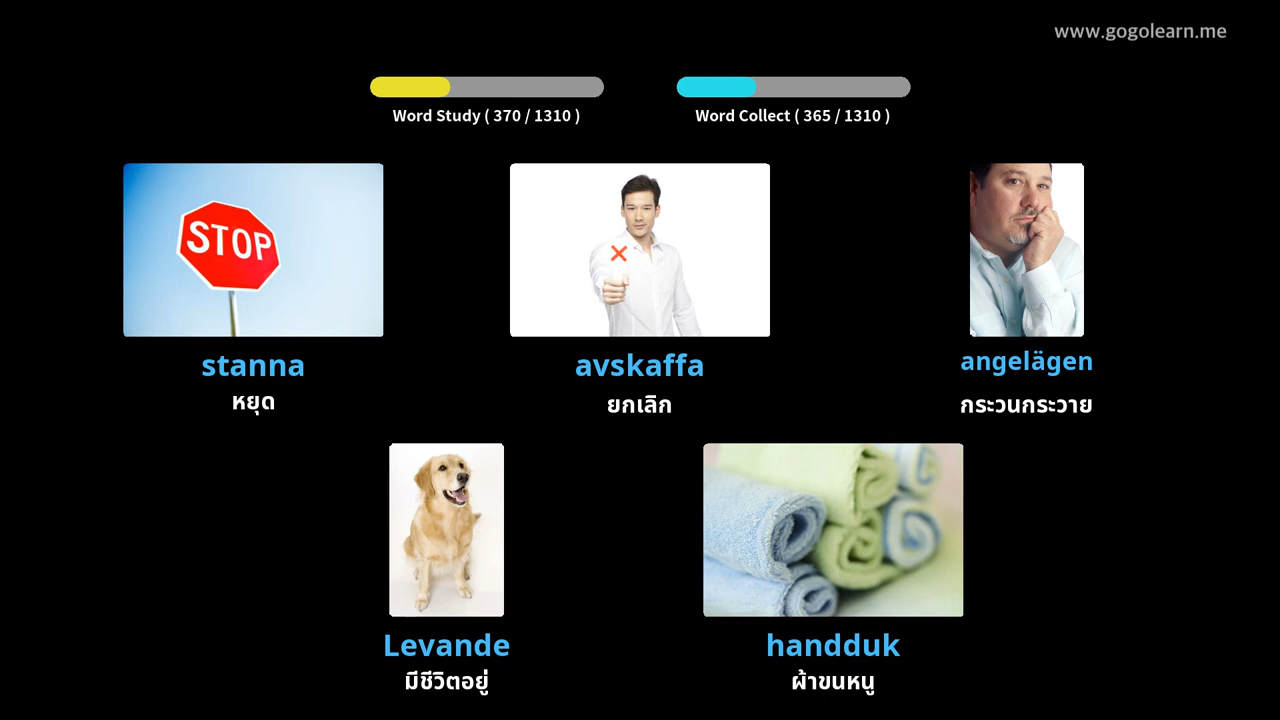 www.gogolearn.me
Word Study ( 370 / 1310 )
Word Collect ( 365 / 1310 )
STOP
stanna
avskaffa
angelägen
หยุด
ยกเลิก
กระวนกระวาย
Levande
handduk
มีชีวิตอยู่
ผ้าขนหนู